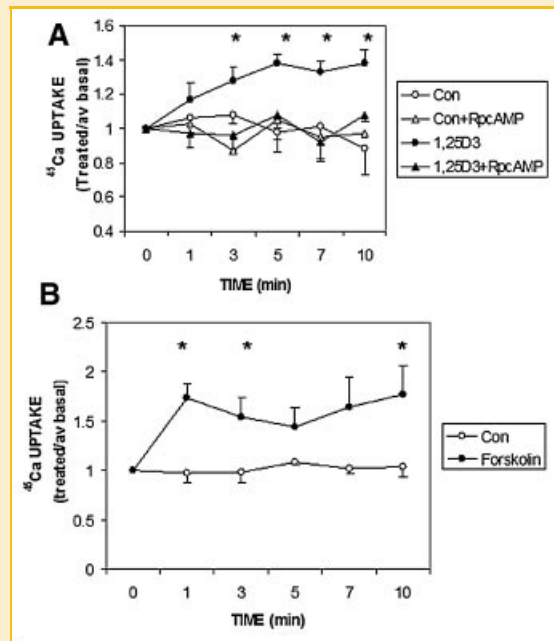 A
* * * *
⁴⁵Ca UPTAKE
(Treated/av basal)
1.6
1.4
1.2
1
0.8
0.6
0.4
0 1 3 5 7 10
TIME (min)
Con
Con+RpcAMP
1,25D3
1,25D3+RpcAMP
B
* * *
⁴⁵Ca UPTAKE
(treated/av basal)
2.5
2
1.5
1
0.5
0
0 1 3 5 7 10
TIME (min)
Con
Forskolin